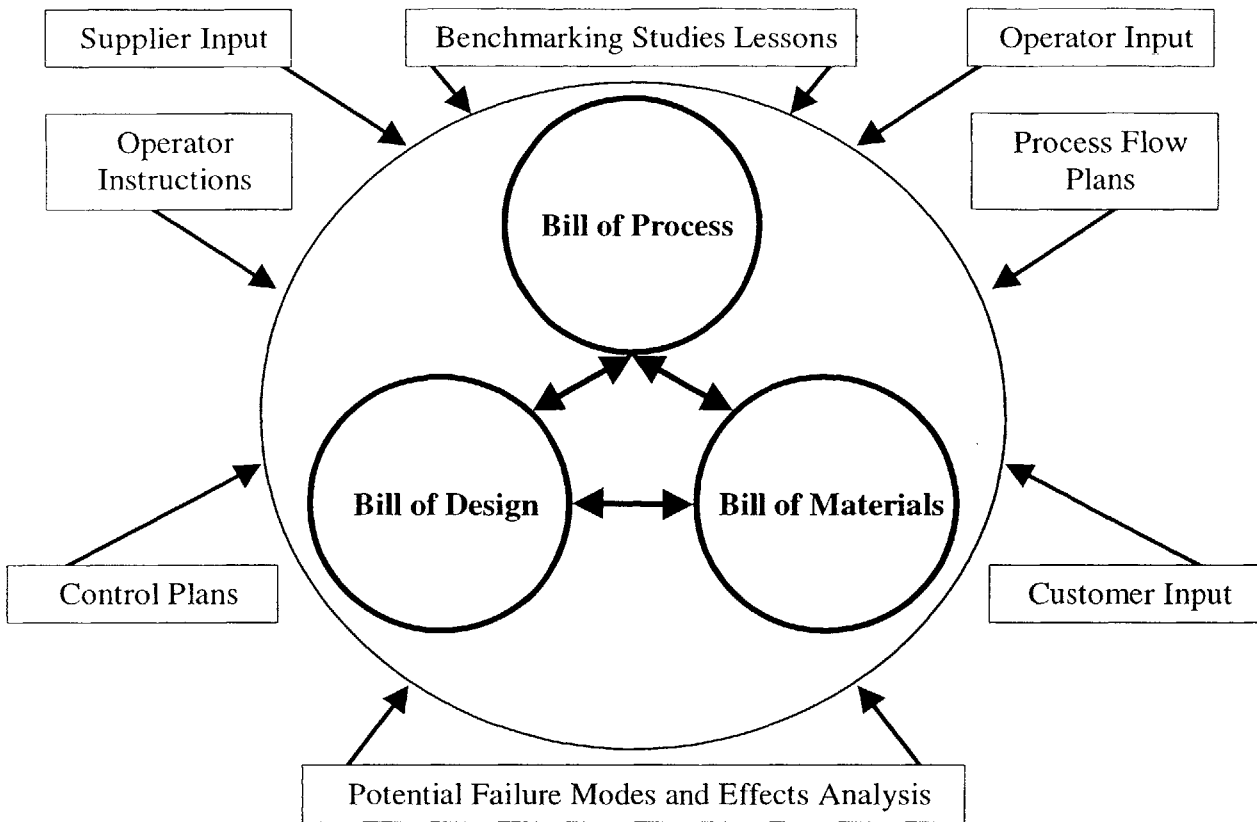 Supplier Input
Benchmarking Studies Lessons
Operator Input
Operator
Instructions
Process Flow
Plans
Bill of Process
Bill of Design
Bill of Materials
Control Plans
Customer Input
Potential Failure Modes and Effects Analysis